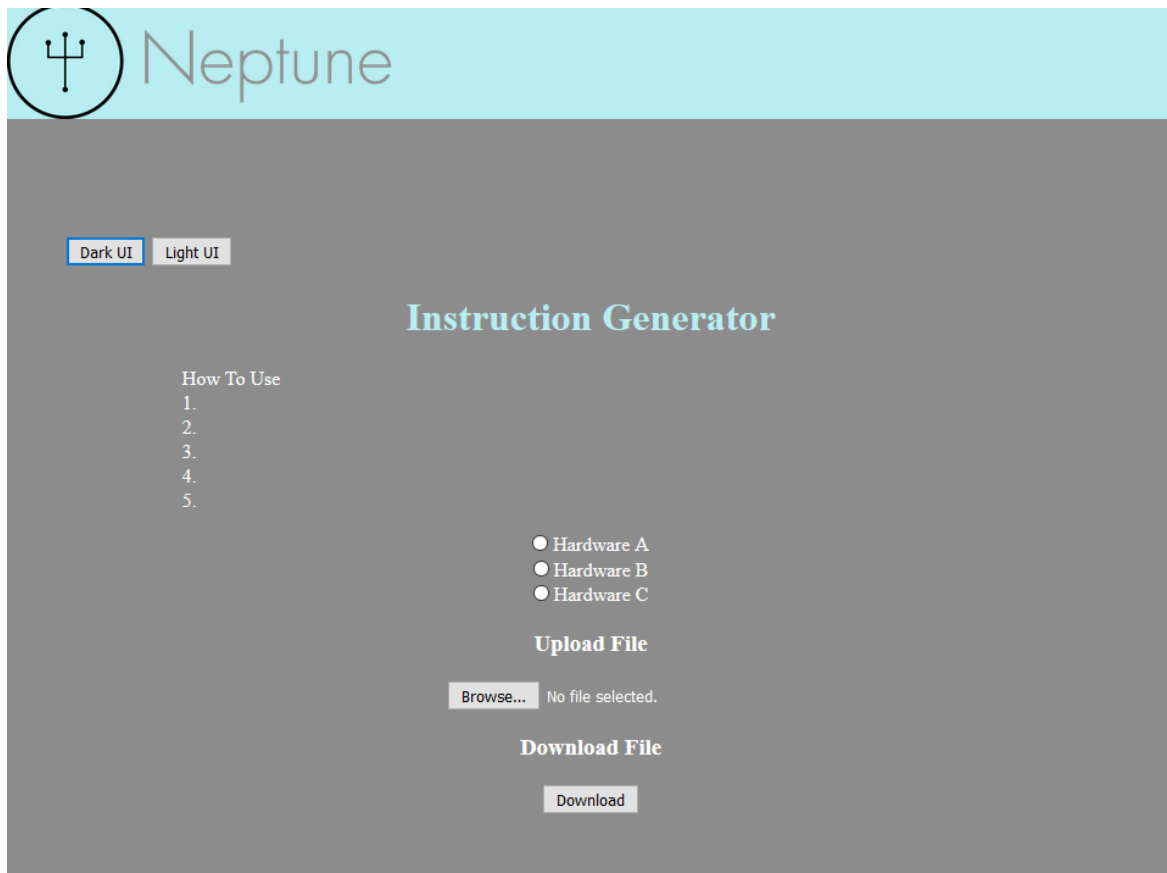 Neptune
Dark UI Light UI
Instruction Generator
How To Use
1.
2.
3.
4.
5.
Hardware A
Hardware B
Hardware C
Upload File
Browse... No file selected.
Download File
Download